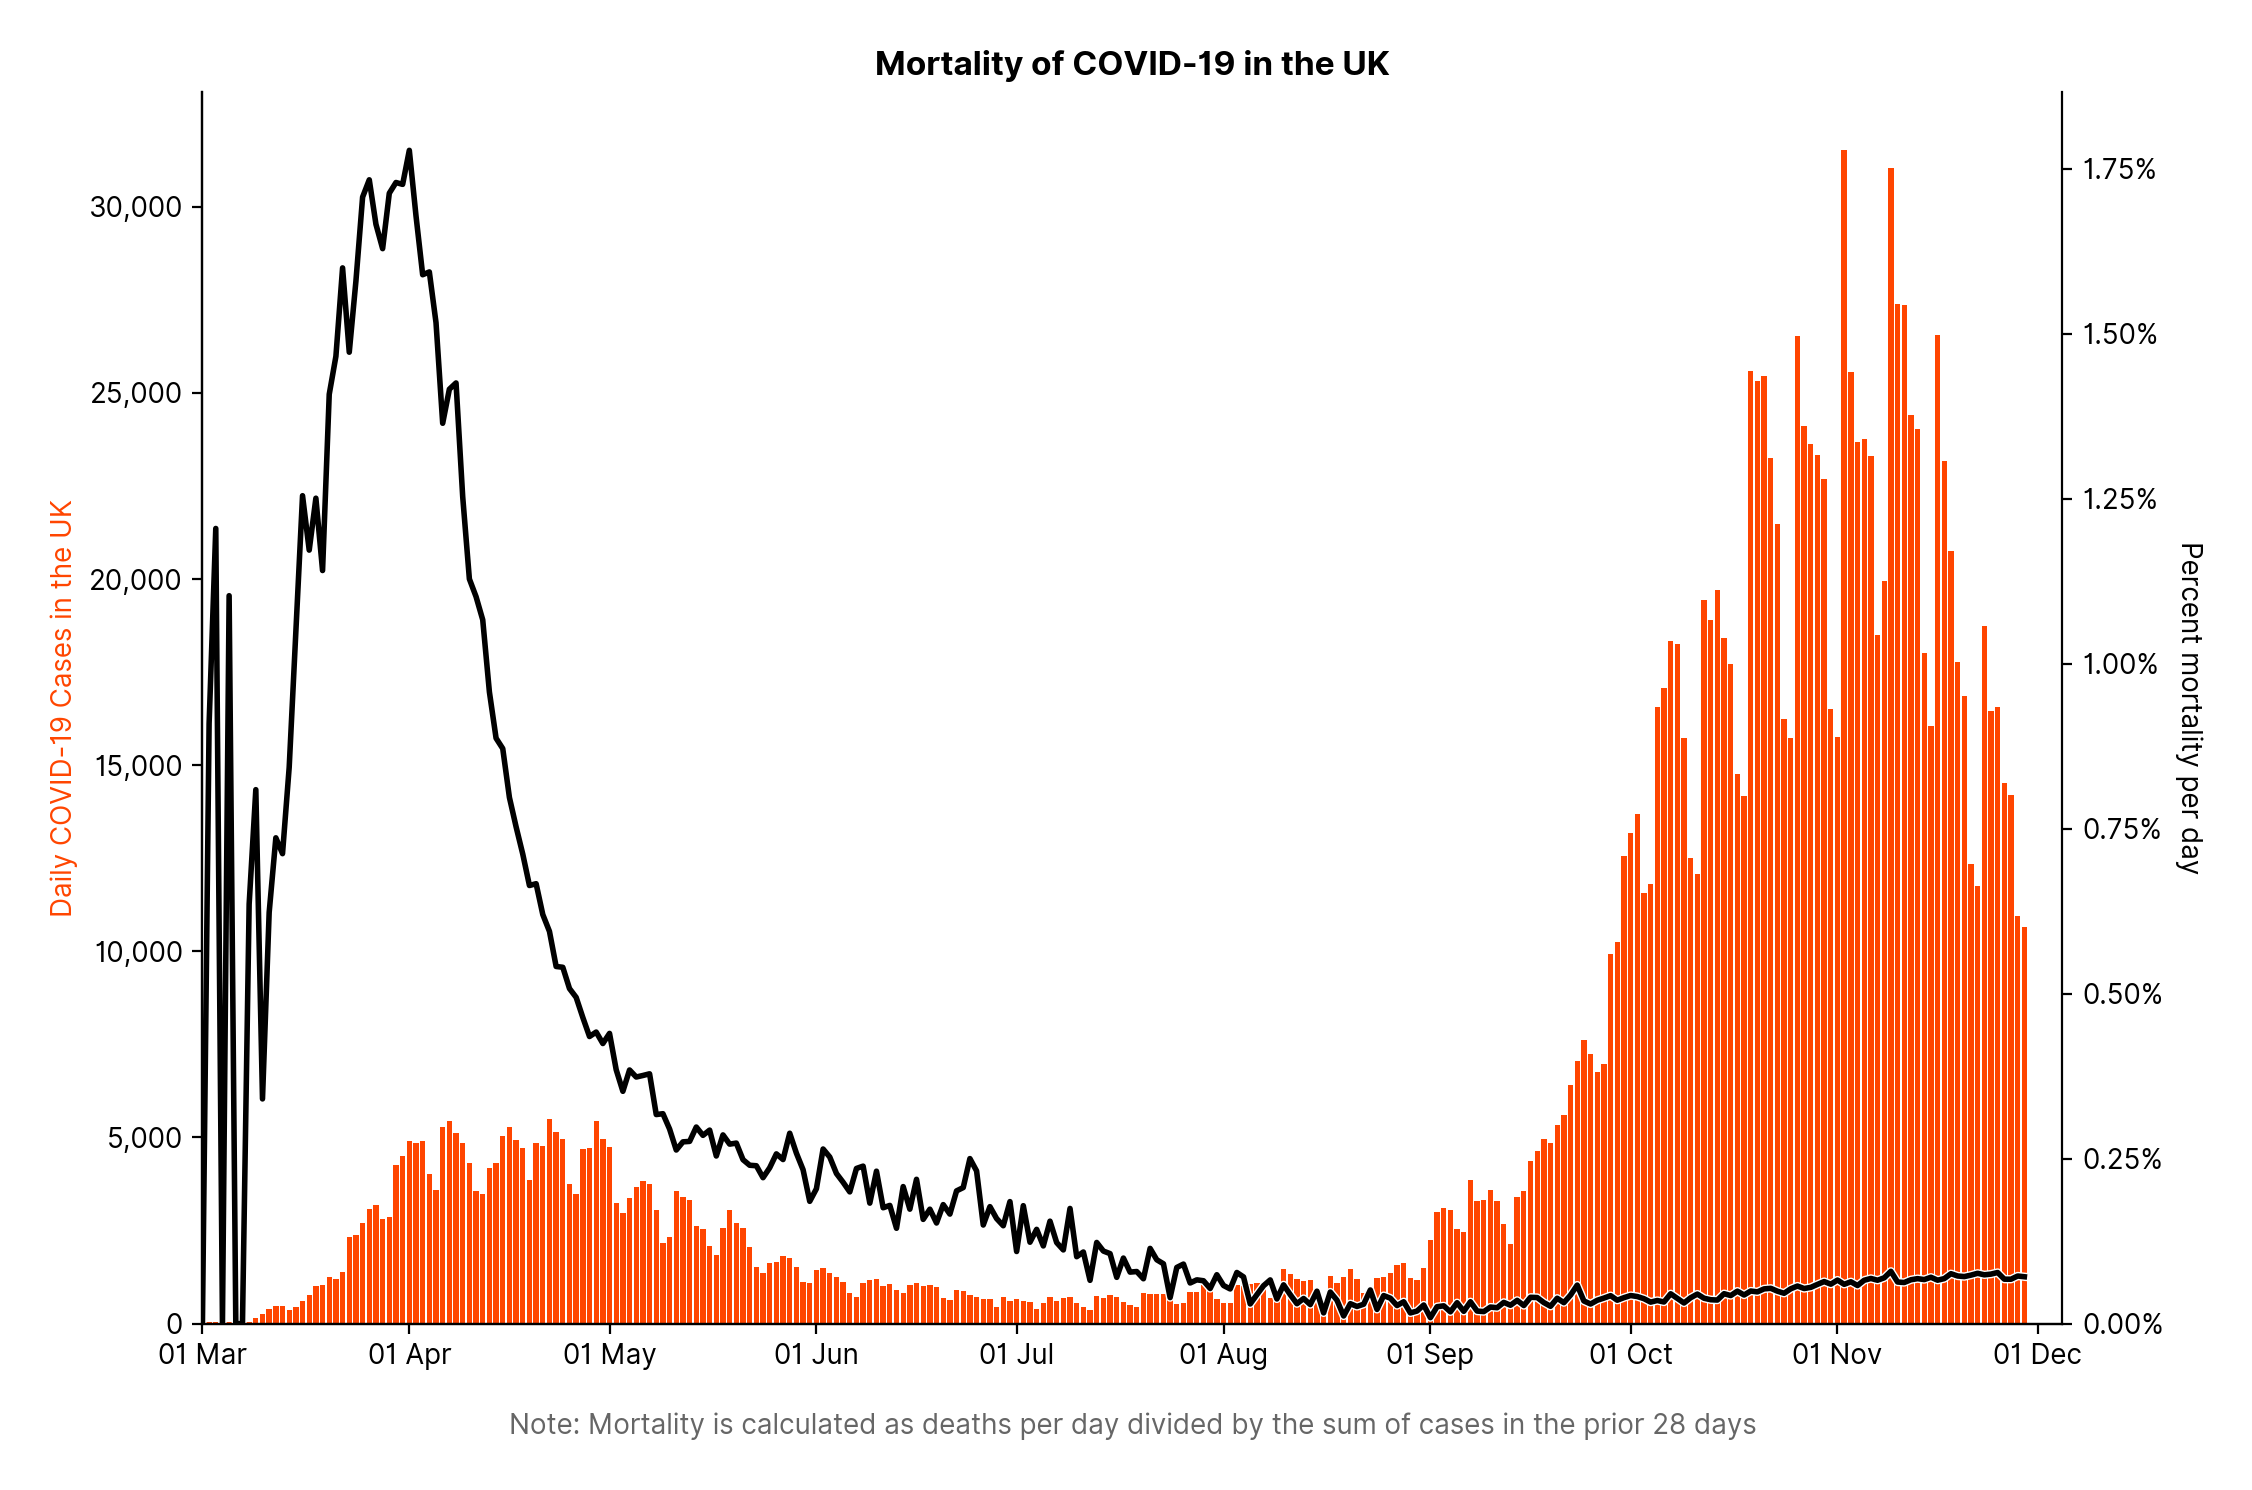 Mortality of COVID-19 in the UK
Daily COVID-19 Cases in the UK
30,000
25,000
20,000
15,000
10,000
5,000
0
1.75%
1.50%
1.25%
1.00%
0.75%
0.50%
0.25%
0.00%
Percent mortality per day
01 Mar
01 Apr
01 May
01 Jun
01 Jul
01 Aug
01 Sep
01 Oct
01 Nov
01 Dec
Note: Mortality is calculated as deaths per day divided by the sum of cases in the prior 28 days